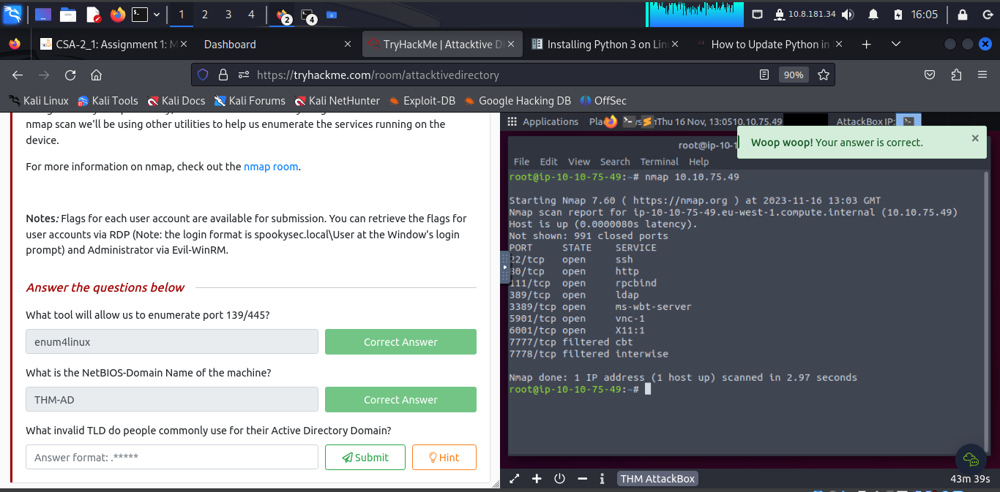 1 2 3 4
2 4
10.8.181.34
16:05
CSA-2_1: Assignment 1: M
Dashboard
TryHackMe | Attacktive Di
Installing Python 3 on Linu
How to Update Python in
https://tryhackme.com/room/attacktivedirectory
90%
Kali Linux Kali Tools Kali Docs Kali Forums Kali NetHunter Exploit-DB Google Hacking DB OffSec
nmap scan we'll be using other utilities to help us enumerate the services running on the
device.
For more information on nmap, check out the nmap room.
Notes: Flags for each user account are available for submission. You can retrieve the flags for
user accounts via RDP (Note: the login format is spookysec.local\User at the Window's login
prompt) and Administrator via Evil-WinRM.
Answer the questions below
What tool will allow us to enumerate port 139/445?
enum4linux
Correct Answer
What is the NetBIOS-Domain Name of the machine?
THM-AD
Correct Answer
What invalid TLD do people commonly use for their Active Directory Domain?
Answer format: .*****
Submit
Hint
Applications Pla Thu 16 Nov, 13:05 10.10.75.49 AttackBox IP:
Woop woop! Your answer is correct.
root@ip-10-1
File Edit View Search Terminal Help
root@ip-10-10-75-49:~# nmap 10.10.75.49
Starting Nmap 7.60 ( https://nmap.org ) at 2023-11-16 13:03 GMT
Nmap scan report for ip-10-10-75-49.eu-west-1.compute.internal (10.10.75.49)
Host is up (0.0000080s latency).
Not shown: 991 closed ports
PORT STATE SERVICE
22/tcp open ssh
80/tcp open http
111/tcp open rpcbind
389/tcp open ldap
3389/tcp open ms-wbt-server
5901/tcp open vnc-1
6001/tcp open X11:1
7777/tcp filtered cbt
7778/tcp filtered interwise
Nmap done: 1 IP address (1 host up) scanned in 2.97 seconds
root@ip-10-10-75-49:~#
THM AttackBox
43m 39s